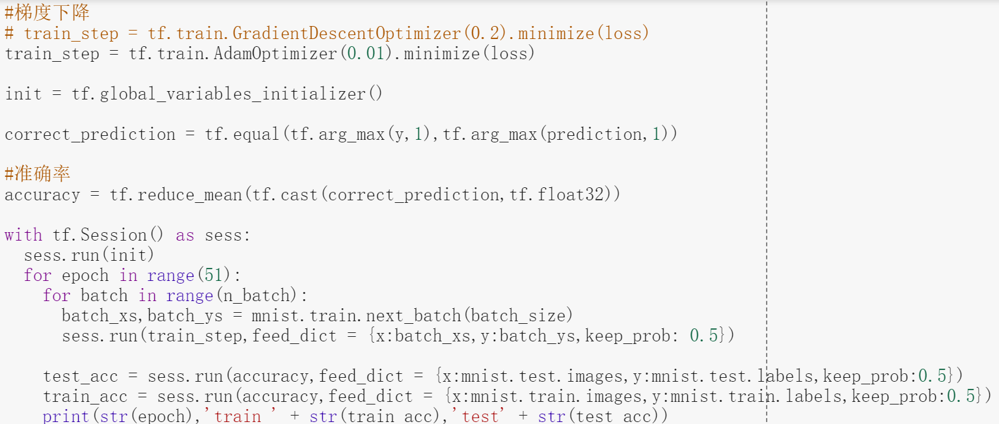 #梯度下降
# train_step = tf.train.GradientDescentOptimizer(0.2).minimize(loss)
train_step = tf.train.AdamOptimizer(0.01).minimize(loss)
init = tf.global_variables_initializer()
correct_prediction = tf.equal(tf.arg_max(y,1),tf.arg_max(prediction,1))
#准确率
accuracy = tf.reduce_mean(tf.cast(correct_prediction,tf.float32))
with tf.Session() as sess:
  sess.run(init)
  for epoch in range(51):
    for batch in range(n_batch):
      batch_xs,batch_ys = mnist.train.next_batch(batch_size)
      sess.run(train_step,feed_dict = {x:batch_xs,y:batch_ys,keep_prob: 0.5})
    test_acc = sess.run(accuracy,feed_dict = {x:mnist.test.images,y:mnist.test.labels,keep_prob:0.5})
    train_acc = sess.run(accuracy,feed_dict = {x:mnist.train.images,y:mnist.train.labels,keep_prob:0.5})
    print(str(epoch),'train ' + str(train_acc),'test' + str(test_acc))